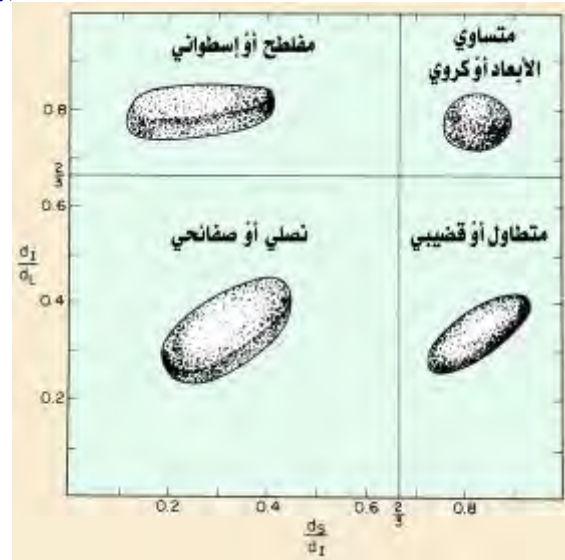 مفلطح أوْ إسطواني
متساوي
الأبعاد أوْ كروي
0.8
2
3
0.6
نصلي أوْ صفائحي
متطاول أوْ قضيبي
dI
dL
0.4
0.2
0.2 0.4 0.6 2 0.8
3
dS
dI